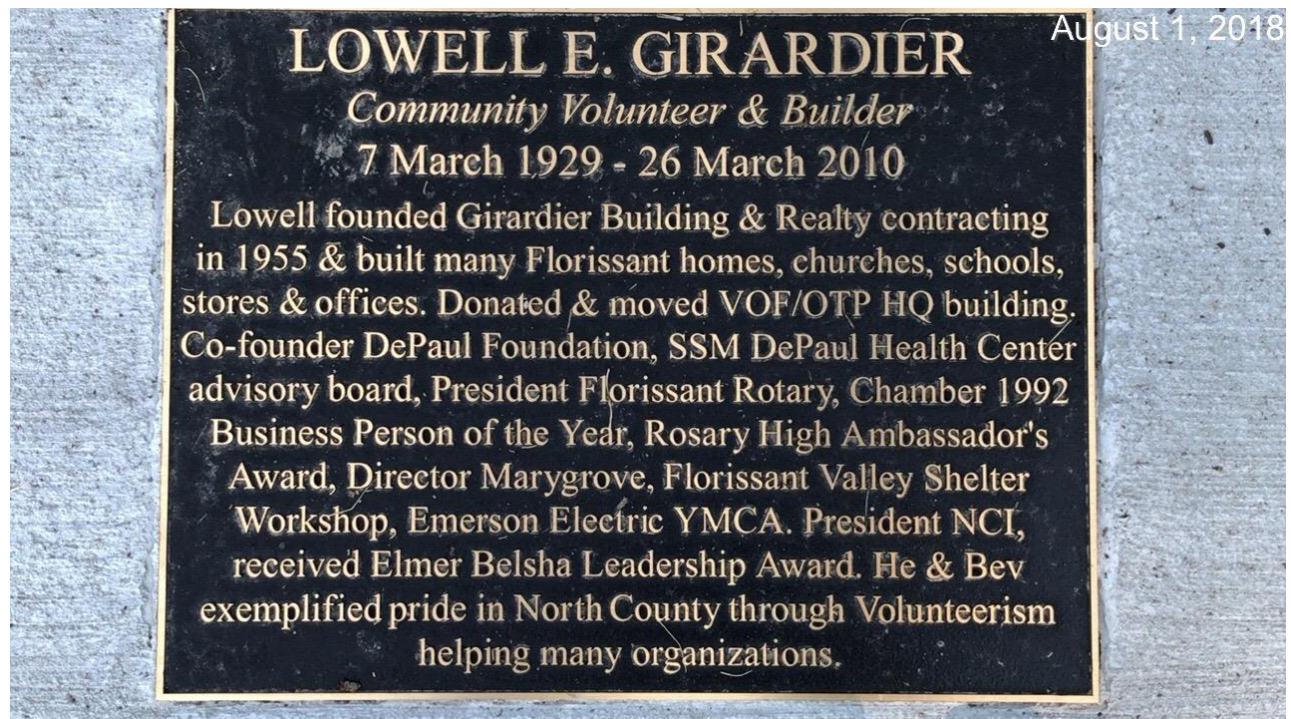 August 1, 2018
LOWELL E. GIRARDIER
Community Volunteer & Builder
7 March 1929 - 26 March 2010
Lowell founded Girardier Building & Realty contracting
in 1955 & built many Florissant homes, churches, schools,
stores & offices. Donated & moved VOF/OTP HQ building.
Co-founder DePaul Foundation, SSM DePaul Health Center
advisory board, President Florissant Rotary, Chamber 1992
Business Person of the Year, Rosary High Ambassador's
Award, Director Marygrove, Florissant Valley Shelter
Workshop, Emerson Electric YMCA. President NCI,
received Elmer Belsha Leadership Award. He & Bev
exemplified pride in North County through Volunteerism
helping many organizations.